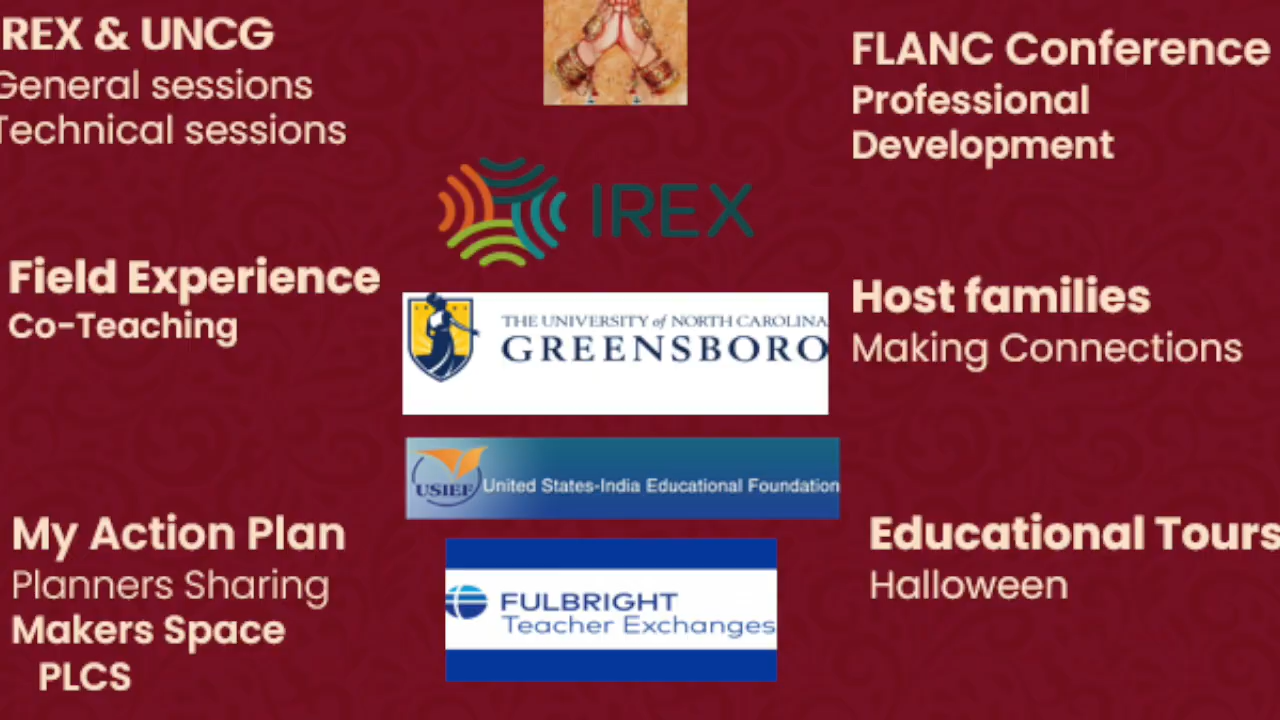 IREX & UNCG
General sessions
Technical sessions
Field Experience
Co-Teaching
My Action Plan
Planners Sharing
Makers Space
PLCS
IREX
THE UNIVERSITY of NORTH CAROLINA
GREENSBORO
USIEF United States-India Educational Foundation
FULBRIGHT
Teacher Exchanges
FLANC Conference
Professional
Development
Host families
Making Connections
Educational Tours
Halloween